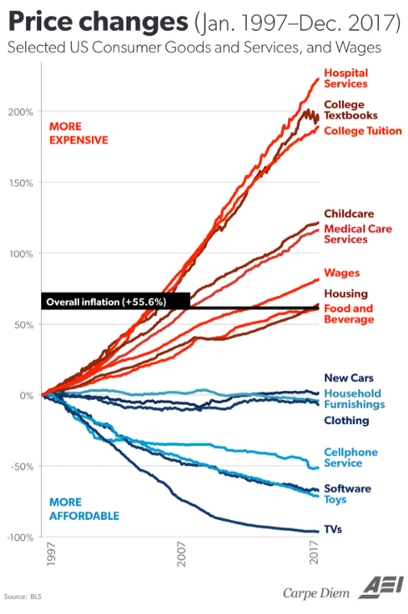 Price changes (Jan. 1997–Dec. 2017)
Selected US Consumer Goods and Services, and Wages
Hospital
Services
200%
College
Textbooks
MORE
EXPENSIVE
College Tuition
150%
Childcare
Medical Care
Services
100%
Wages
Housing
Overall inflation (+55.6%)
Food and
Beverage
50%
New Cars
0%
Household
Furnishings
Clothing
Cellphone
Service
-50%
Software
Toys
MORE
AFFORDABLE
TVs
-100%
1997
2007
2017
Source: BLS
Carpe Diem
AEI